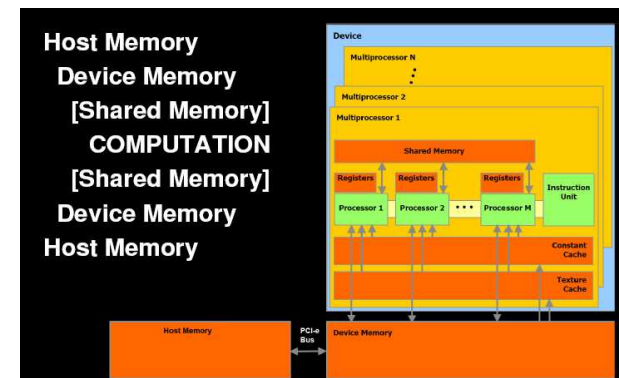 Host Memory
Device Memory
[Shared Memory]
COMPUTATION
[Shared Memory]
Device Memory
Host Memory
Device
Multiprocessor N
Multiprocessor 2
Multiprocessor 1
Shared Memory
Registers Registers Registers
Processor 1 Processor 2 ••• Processor M
Instruction
Unit
Constant
Cache
Texture
Cache
Host Memory
PCI-e
Bus
Device Memory